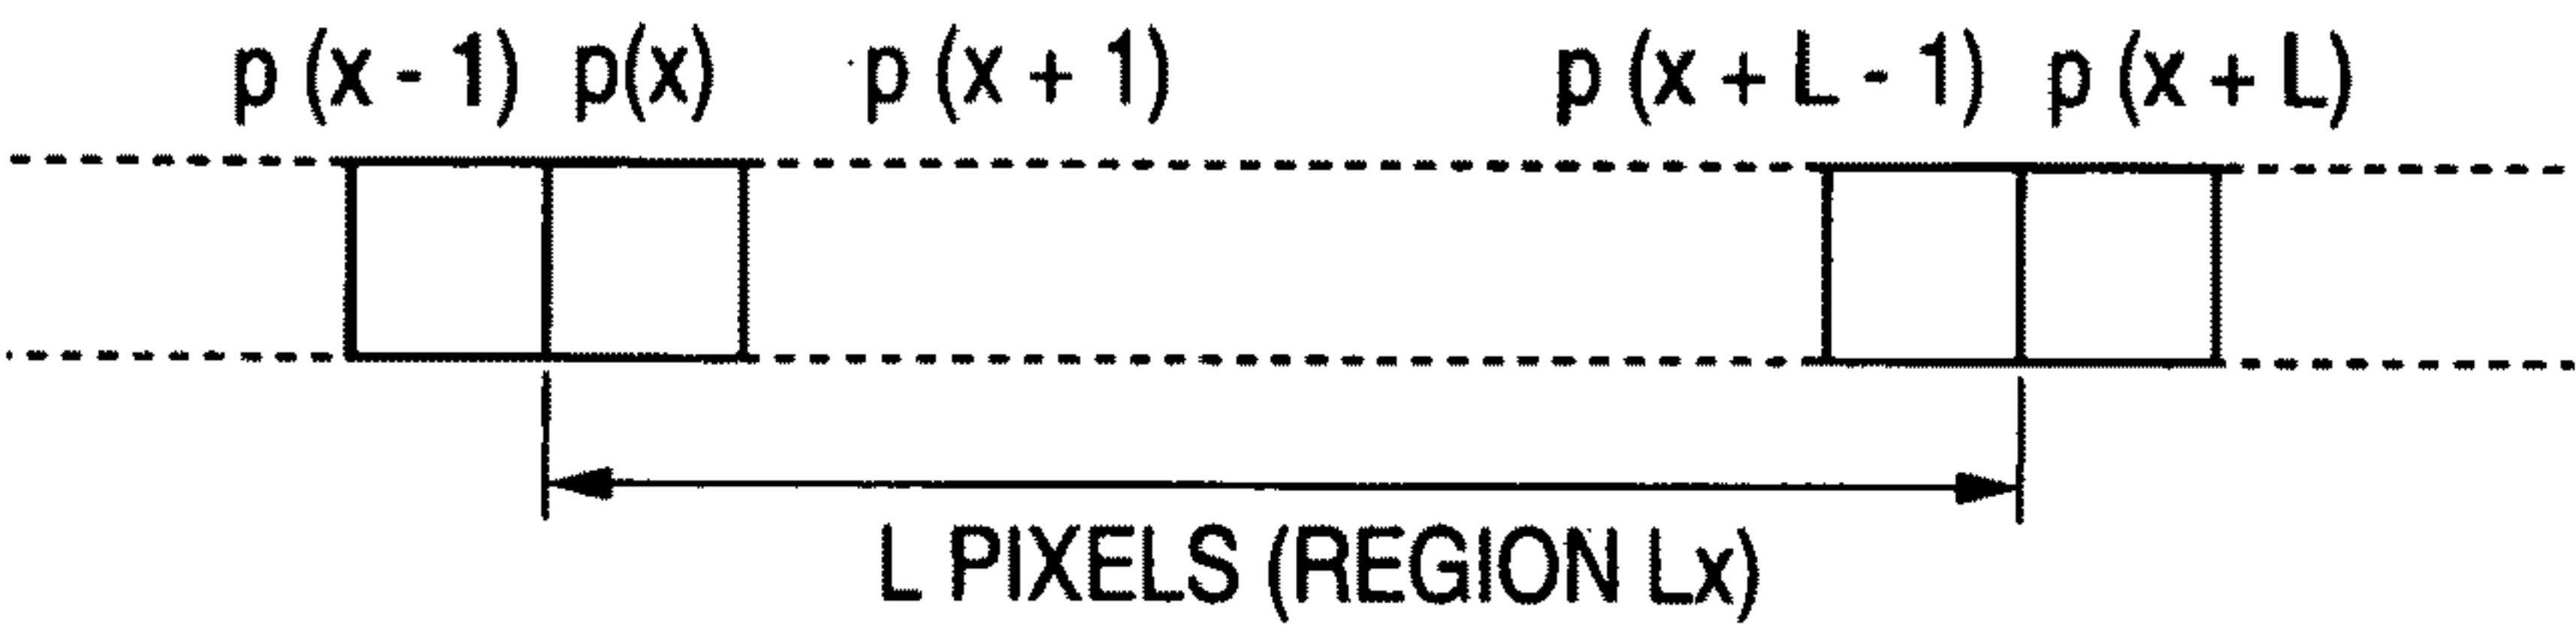 p (x - 1) p(x) p (x + 1) p (x + L - 1) p (x + L)
L PIXELS (REGION Lx)